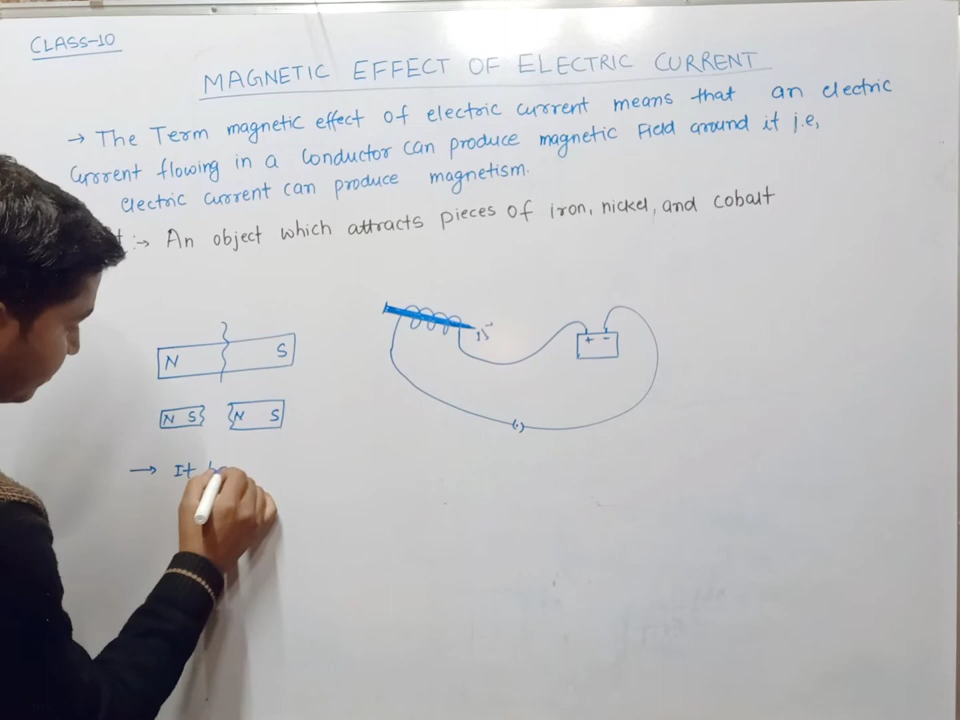 CLASS-10
MAGNETIC EFFECT OF ELECTRIC CURRENT
→ The Term magnetic effect of electric current means that an electric
current flowing in a conductor can produce magnetic Field around it i.e,
electric current can produce magnetism.
:→ An object which attracts pieces of iron, nickel, and cobalt
N S
+ -
N S N S
→ It